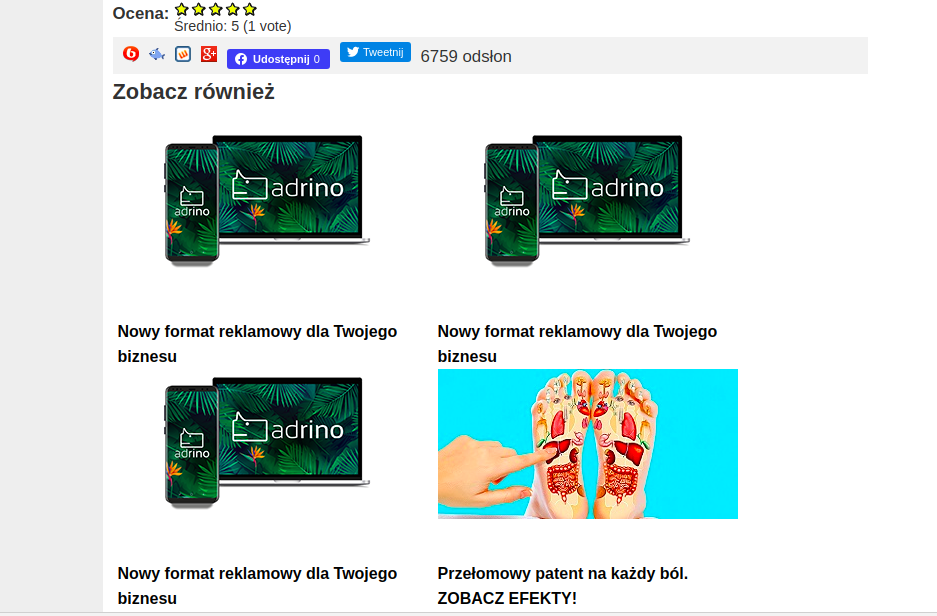 Ocena:
Średnio: 5 (1 vote)
Udostępnij 0
Tweetnij
6759 odsłon
Zobacz również
adrino
adrino
adrino
adrino
Nowy format reklamowy dla Twojego
biznesu
Nowy format reklamowy dla Twojego
biznesu
adrino
adrino
Nowy format reklamowy dla Twojego
biznesu
Przełomowy patent na każdy ból.
ZOBACZ EFEKTY!